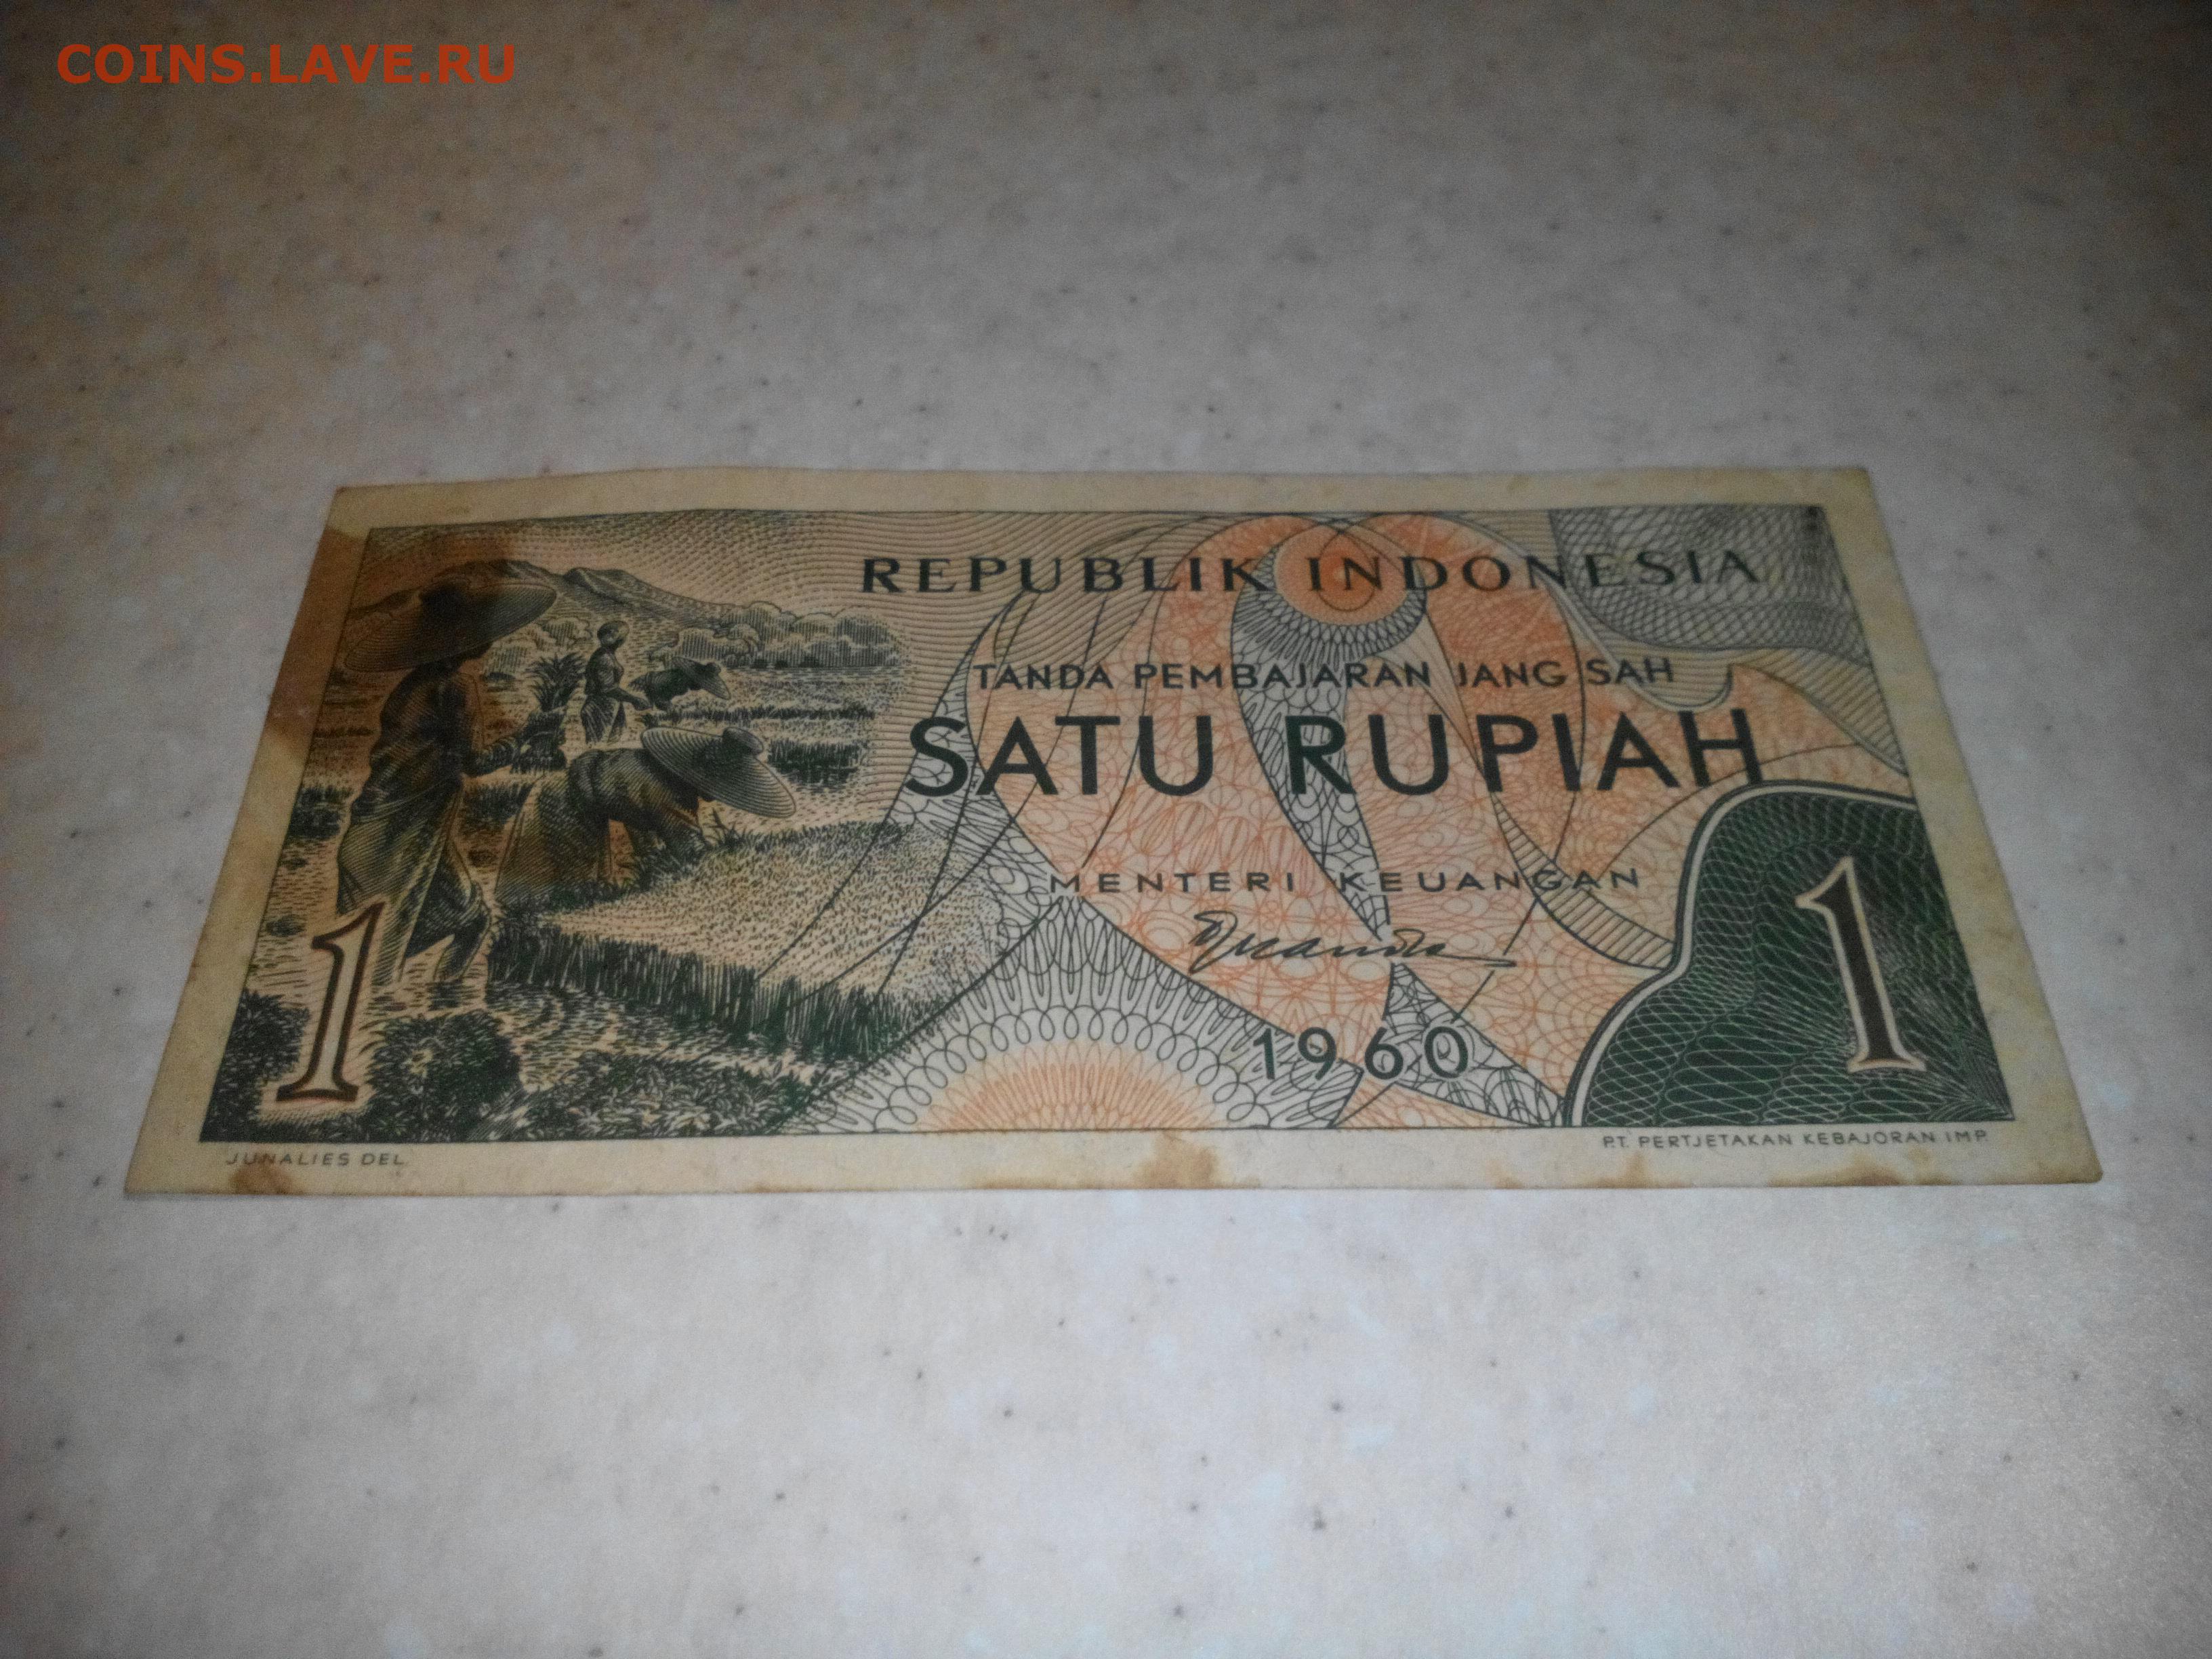 COINS.LAVE.RU
REPUBLIK INDONESIA
TANDA PEMBAJARAN JANG SAH
SATU RUPIAH
MENTERI KEUANGAN
Djuanda
1960
1
1
JUNALIES DEL.
P.T. PERTJETAKAN KEBAJORAN IMP.